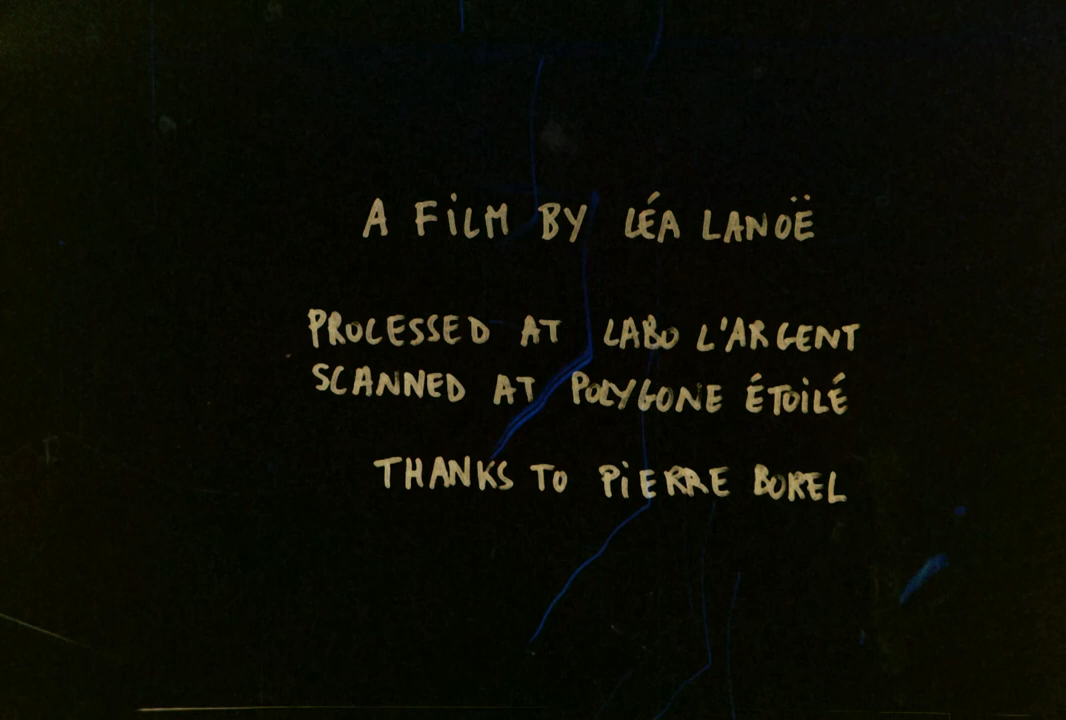 A FiLM BY LÉA LANOË
PROCESSED AT LABO L'ARGENT
SCANNED AT POLYGONE ÉTOiLÉ
THANKS TO PiERRE BOREL